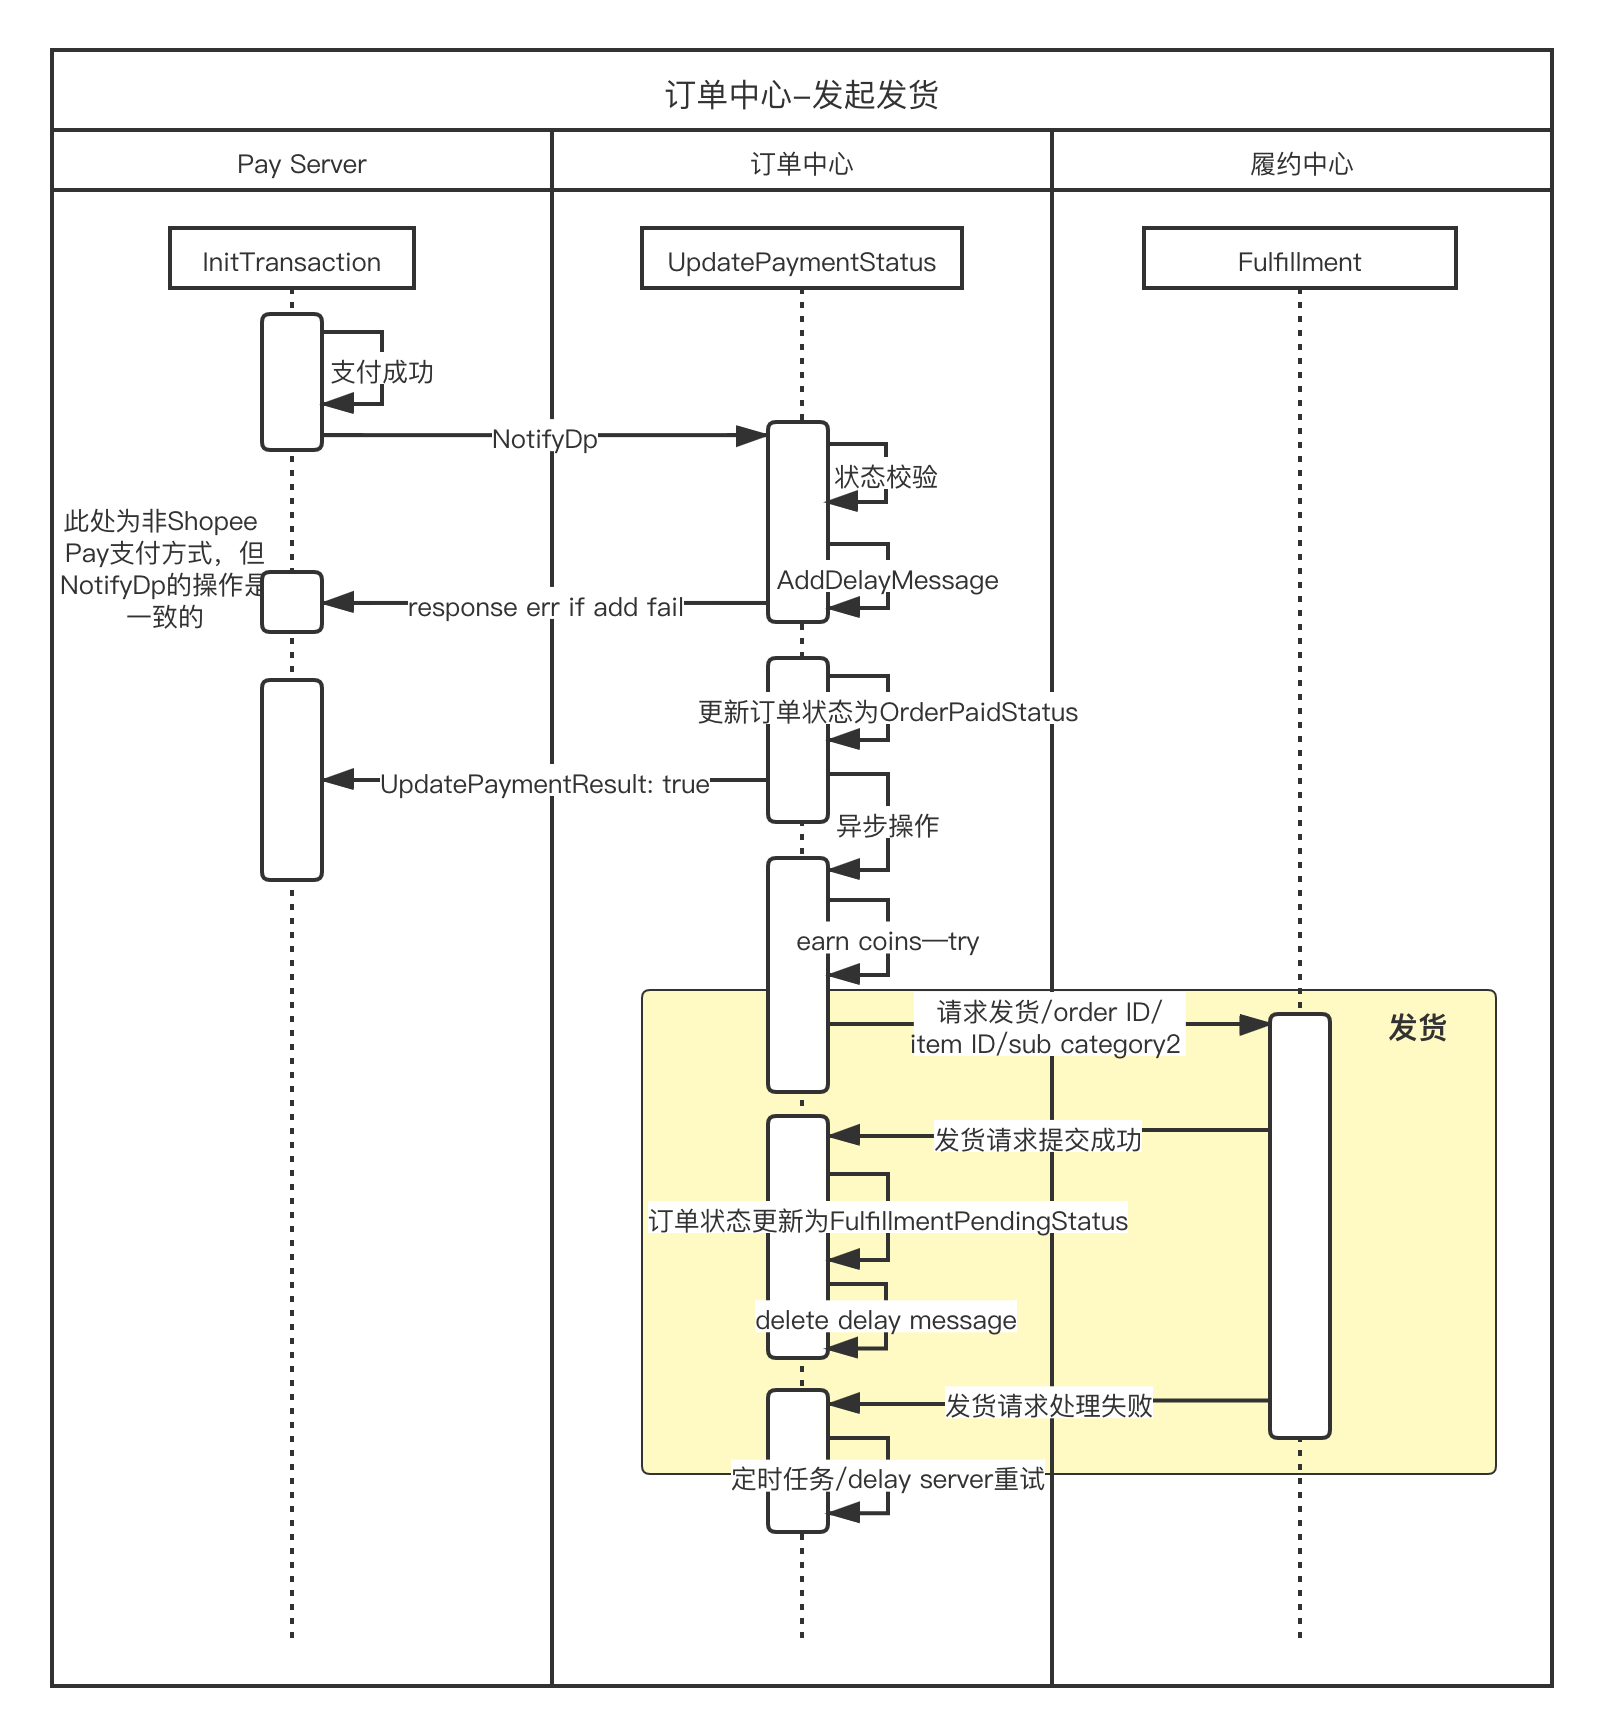 订单中心-发起发货
Pay Server
订单中心
履约中心
InitTransaction
UpdatePaymentStatus
Fulfillment
支付成功
NotifyDp
状态校验
此处为非Shopee
Pay支付方式，但
NotifyDp的操作是
一致的
AddDelayMessage
response err if add fail
更新订单状态为OrderPaidStatus
UpdatePaymentResult: true
异步操作
earn coins—try
请求发货/order ID/
item ID/sub category2
发货
发货请求提交成功
订单状态更新为FulfillmentPendingStatus
delete delay message
发货请求处理失败
定时任务/delay server重试